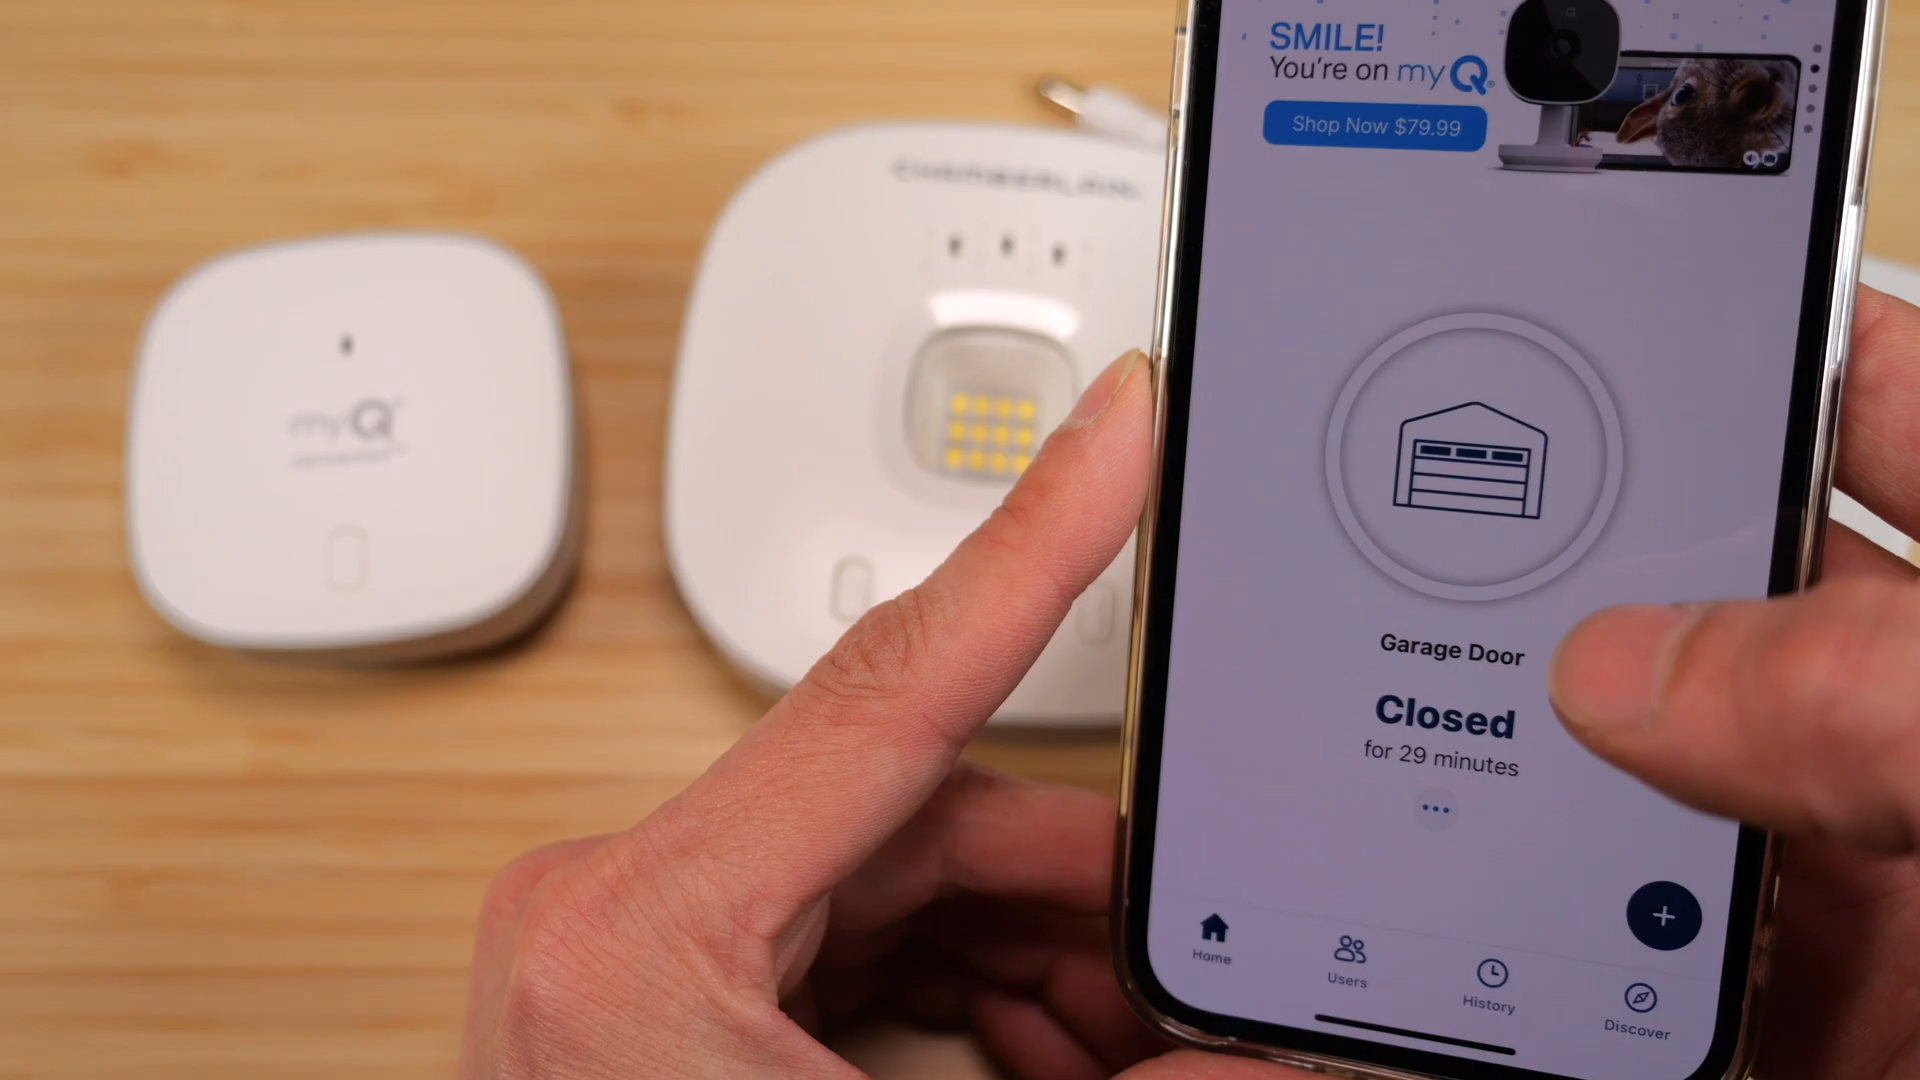 SMILE!
You're on myQ
Shop Now $79.99
CHAMBERLAIN
myQ
Garage Door
Closed
for 29 minutes
Home
Users
History
Discover